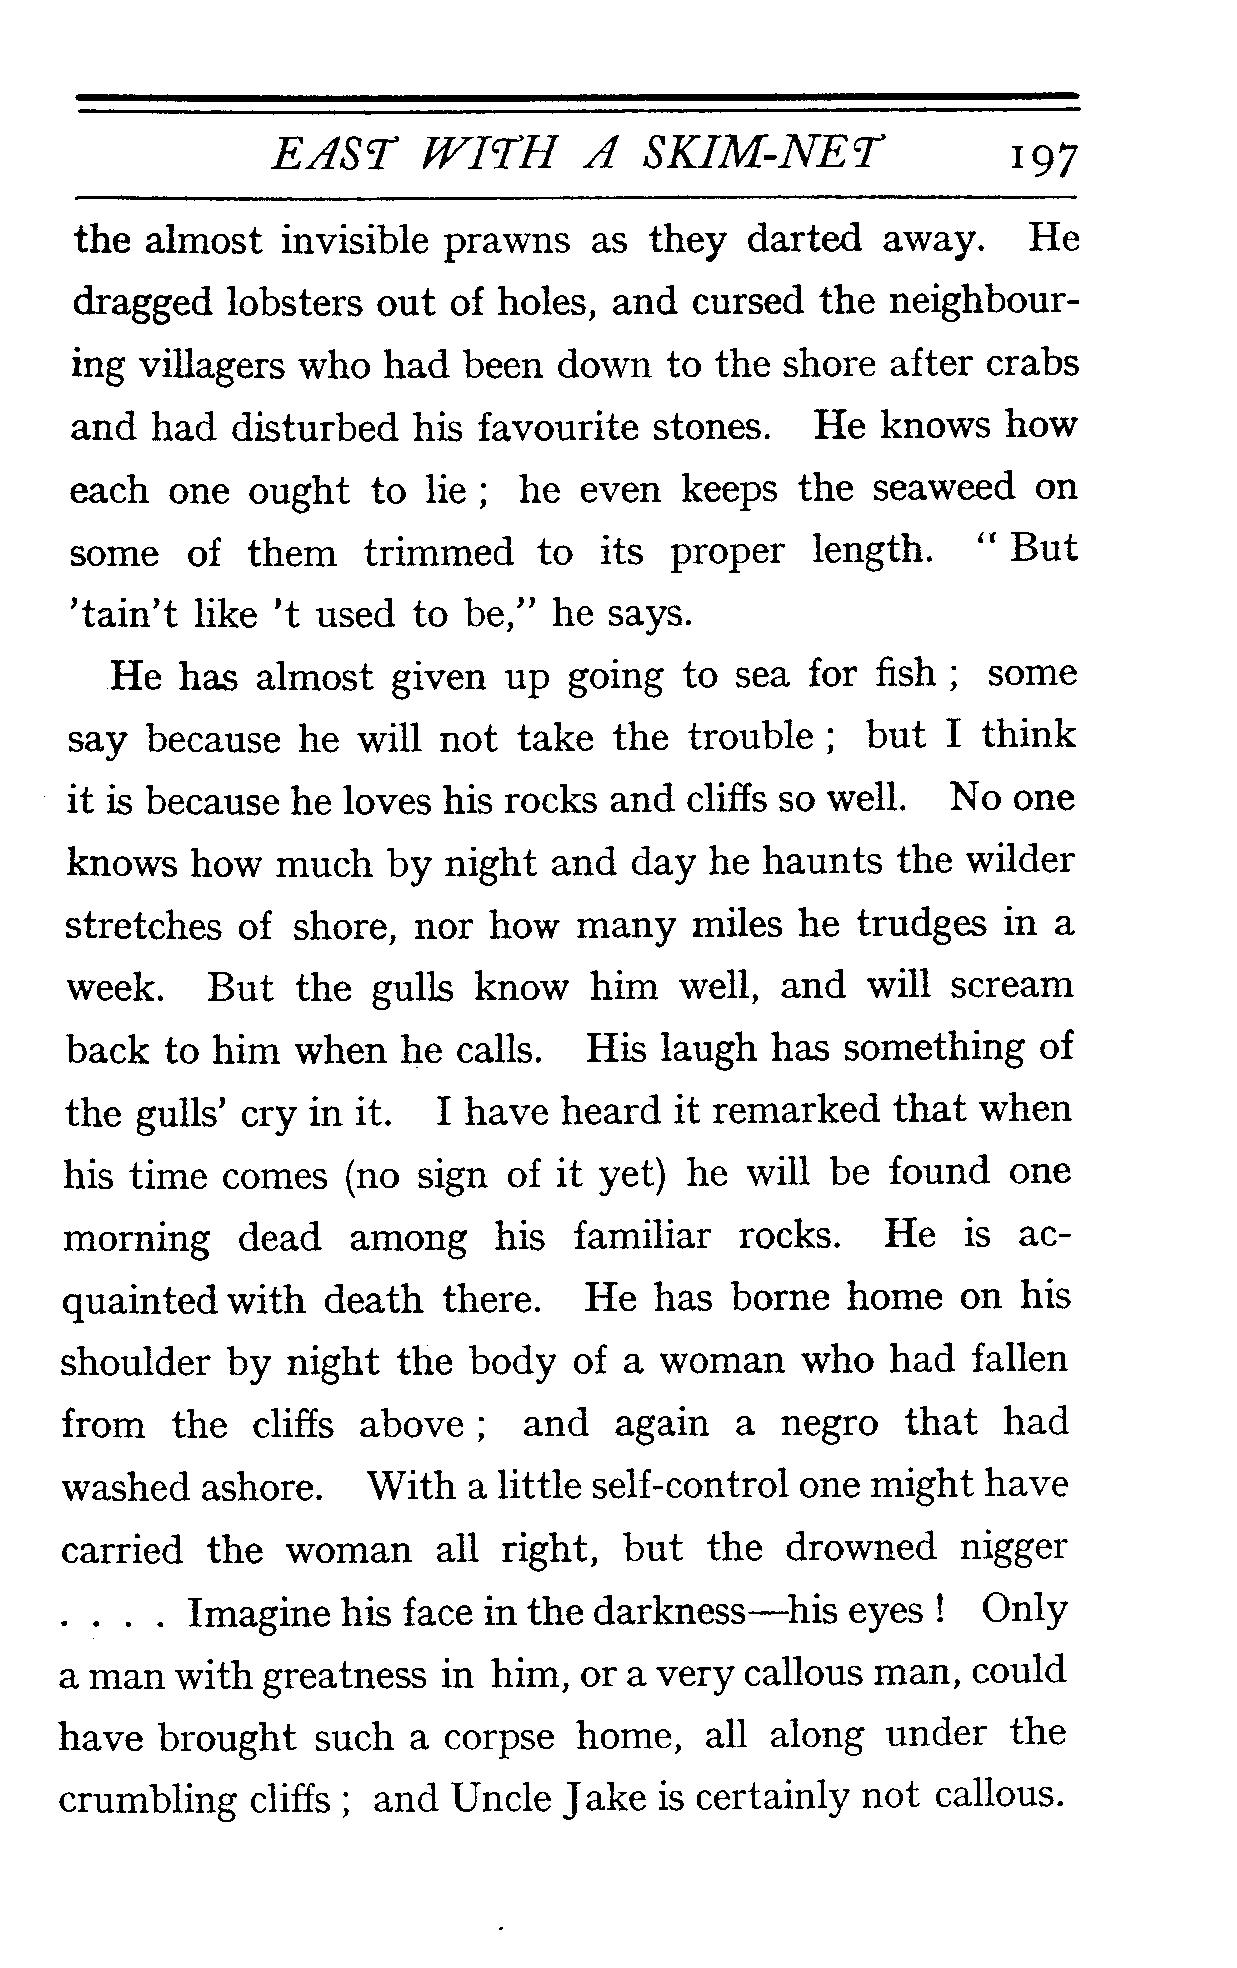 EAST WITH A SKIM-NET 197
the almost invisible prawns as they darted away. He
dragged lobsters out of holes, and cursed the neighbour-
ing villagers who had been down to the shore after crabs
and had disturbed his favourite stones. He knows how
each one ought to lie ; he even keeps the seaweed on
some of them trimmed to its proper length. " But
'tain't like 't used to be," he says.
He has almost given up going to sea for fish ; some
say because he will not take the trouble ; but I think
it is because he loves his rocks and cliffs so well. No one
knows how much by night and day he haunts the wilder
stretches of shore, nor how many miles he trudges in a
week. But the gulls know him well, and will scream
back to him when he calls. His laugh has something of
the gulls' cry in it. I have heard it remarked that when
his time comes (no sign of it yet) he will be found one
morning dead among his familiar rocks. He is ac-
quainted with death there. He has borne home on his
shoulder by night the body of a woman who had fallen
from the cliffs above ; and again a negro that had
washed ashore. With a little self-control one might have
carried the woman all right, but the drowned nigger
. . . . Imagine his face in the darkness—his eyes ! Only
a man with greatness in him, or a very callous man, could
have brought such a corpse home, all along under the
crumbling cliffs ; and Uncle Jake is certainly not callous.